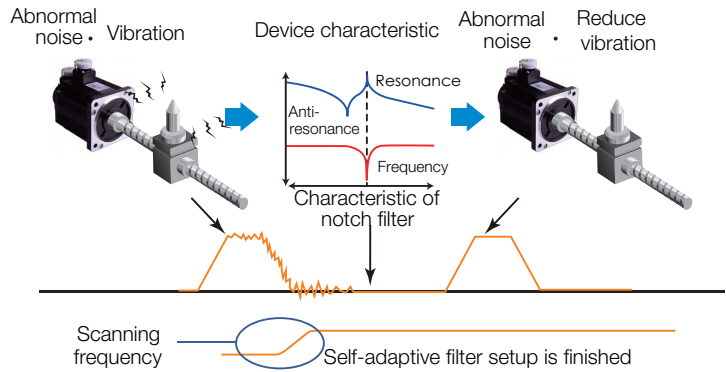 Abnormal
noise・ Vibration
Device characteristic
Abnormal
noise
・ Reduce
vibration
Resonance
Anti-
resonance
Frequency
Characteristic of
notch filter
Scanning
frequency
Self-adaptive filter setup is finished